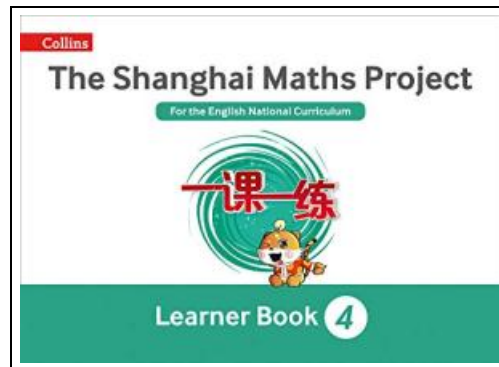 Collins
The Shanghai Maths Project
For the English National Curriculum
一课一练
Learner Book 4